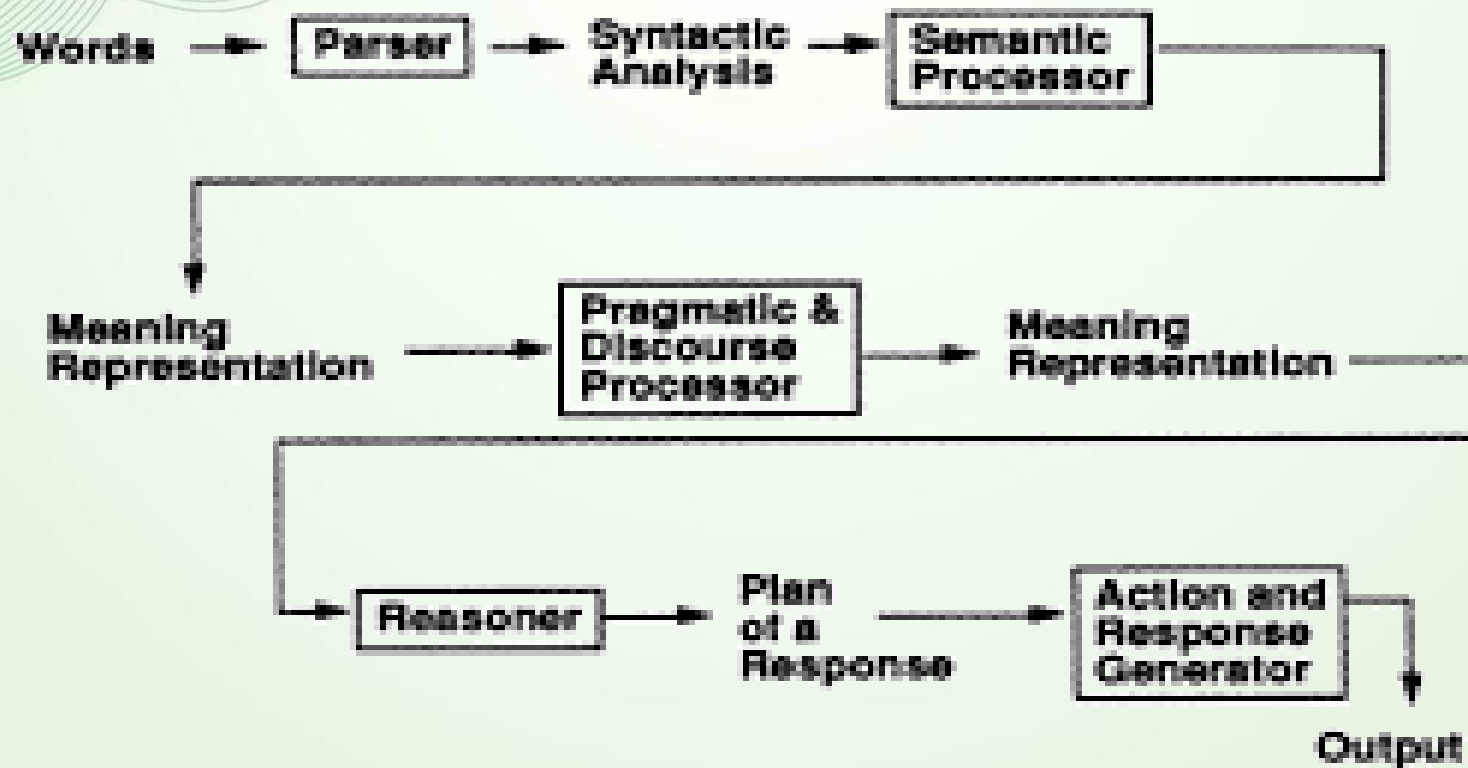 Words
Parser
Syntactic
Analysis
Semantic
Processor
Meaning
Representation
Pragmatic &
Discourse
Processor
Meaning
Representation
Reasoner
Plan
of a
Response
Action and
Response
Generator
Output